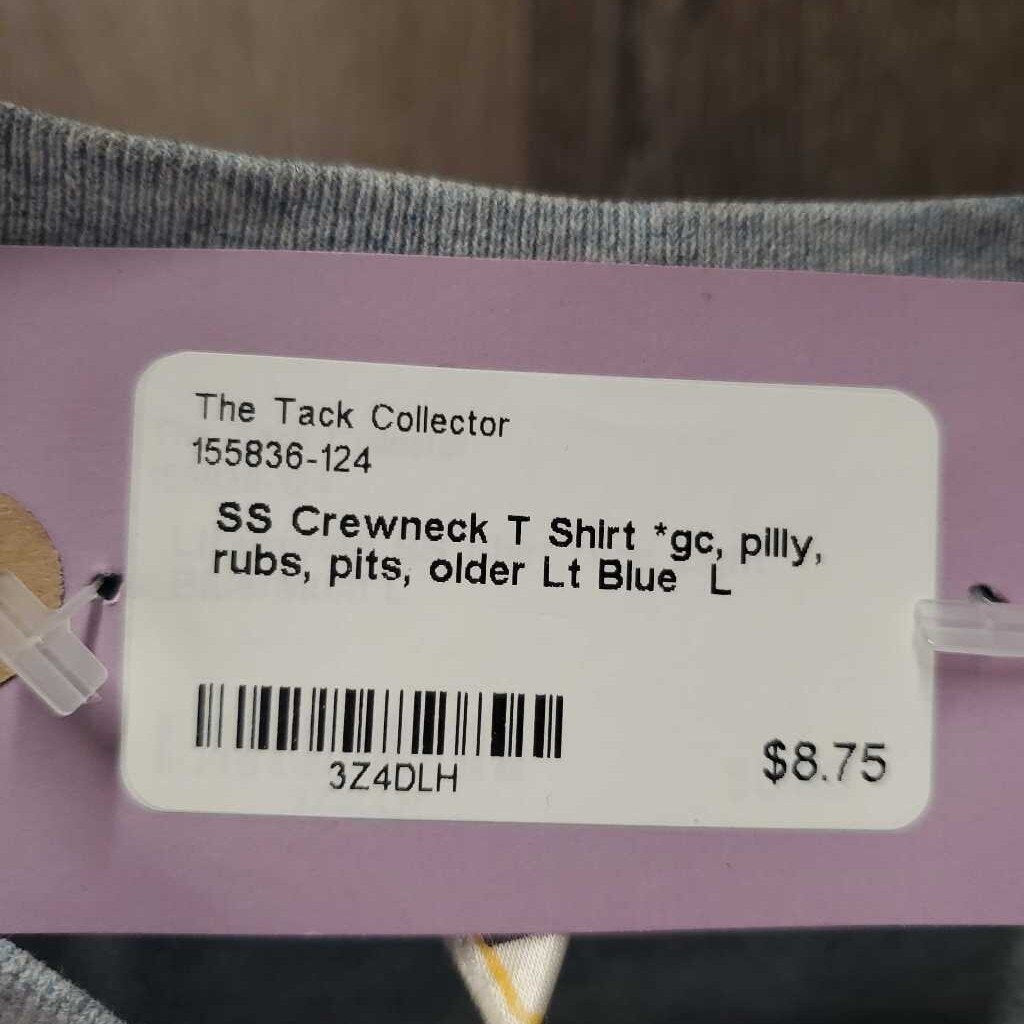 The Tack Collector
155836-124
SS Crewneck T Shirt *gc, pilly,
rubs, pits, older Lt Blue L
3Z4DLH
$8.75